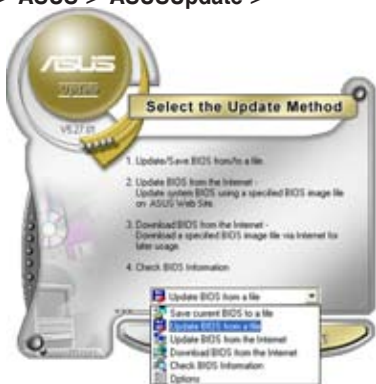 > ASUS > ASUSUpdate >
ASUS
Update
V5.27.01
Select the Update Method
1. Update/Save BIOS from/to a file.
2. Update BIOS from the Internet -
Update system BIOS using a specified BIOS image file
on ASUS Web Site.
3. Download BIOS from the Internet -
Download a specified BIOS image file via Internet for
later usage.
4. Check BIOS Information
Update BIOS from a file
Save current BIOS to a file
Update BIOS from a file
Update BIOS from the Internet
Download BIOS from the Internet
Check BIOS Information
Options